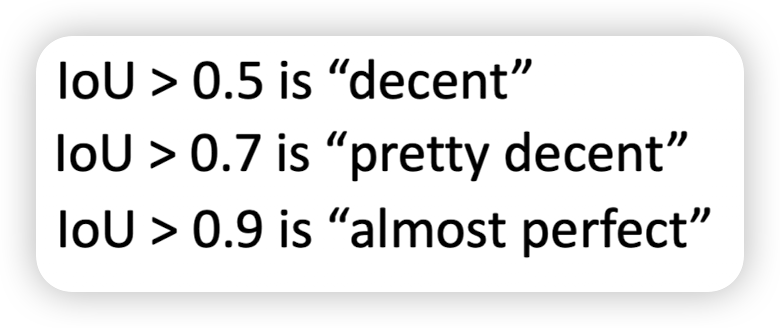 IoU > 0.5 is “decent”
IoU > 0.7 is “pretty decent”
IoU > 0.9 is “almost perfect”